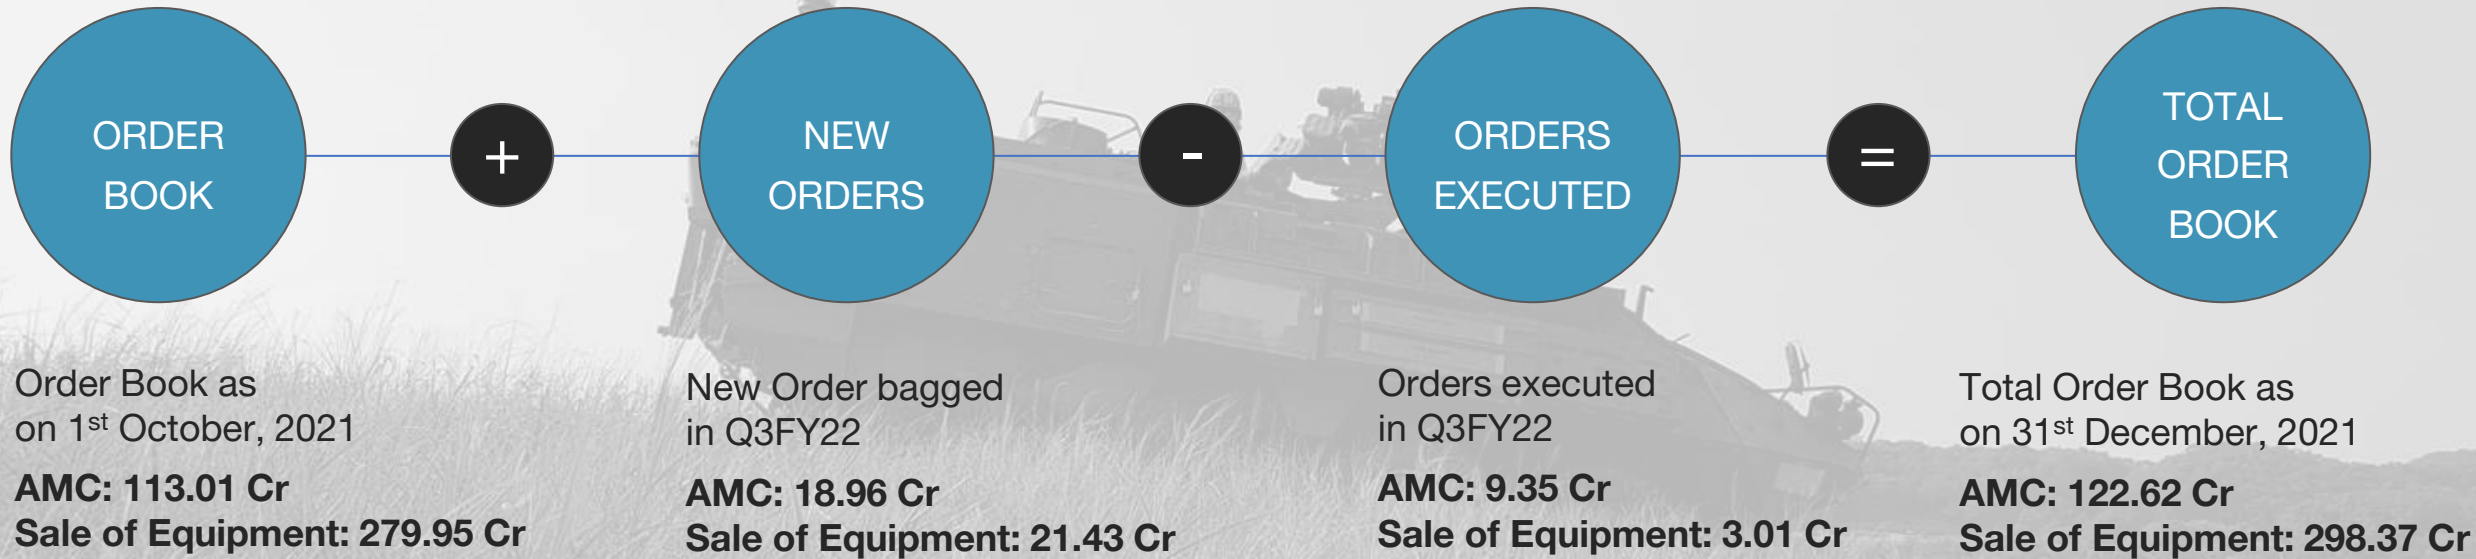 ORDER
BOOK
+
NEW
ORDERS
-
ORDERS
EXECUTED
=
TOTAL
ORDER
BOOK
Order Book as
on 1st October, 2021
AMC: 113.01 Cr
Sale of Equipment: 279.95 Cr
New Order bagged
in Q3FY22
AMC: 18.96 Cr
Sale of Equipment: 21.43 Cr
Orders executed
in Q3FY22
AMC: 9.35 Cr
Sale of Equipment: 3.01 Cr
Total Order Book as
on 31st December, 2021
AMC: 122.62 Cr
Sale of Equipment: 298.37 Cr